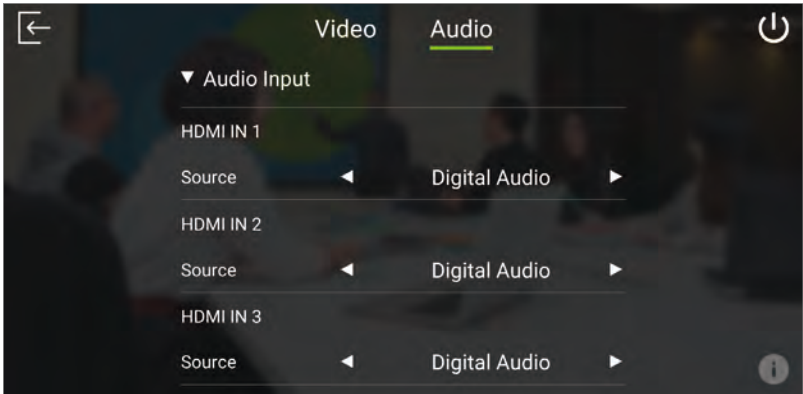 Video Audio
▼ Audio Input
HDMI IN 1
Source ◀ Digital Audio ▶
HDMI IN 2
Source ◀ Digital Audio ▶
HDMI IN 3
Source ◀ Digital Audio ▶
i